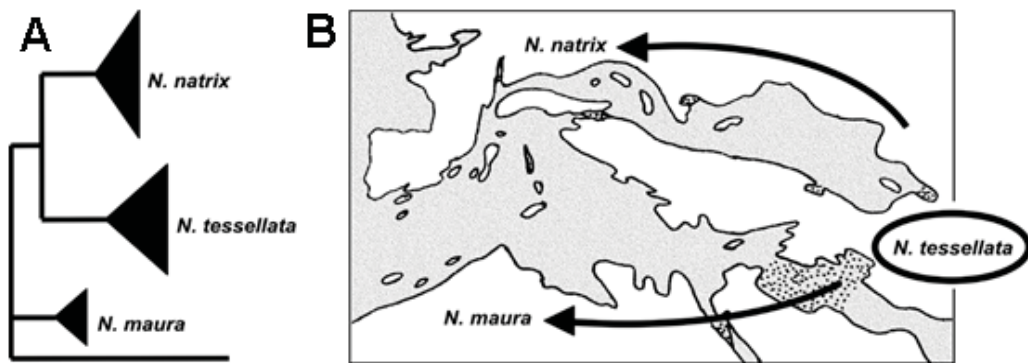 A
N. natrix
N. tessellata
N. maura
B
N. natrix
N. tessellata
N. maura